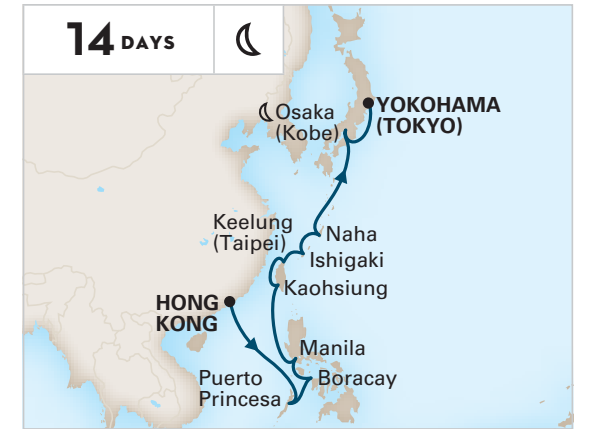 14 DAYS
Osaka
(Kobe)
YOKOHAMA
(TOKYO)
Keelung
(Taipei)
Naha
Ishigaki
Kaohsiung
HONG
KONG
Manila
Puerto
Princesa
Boracay